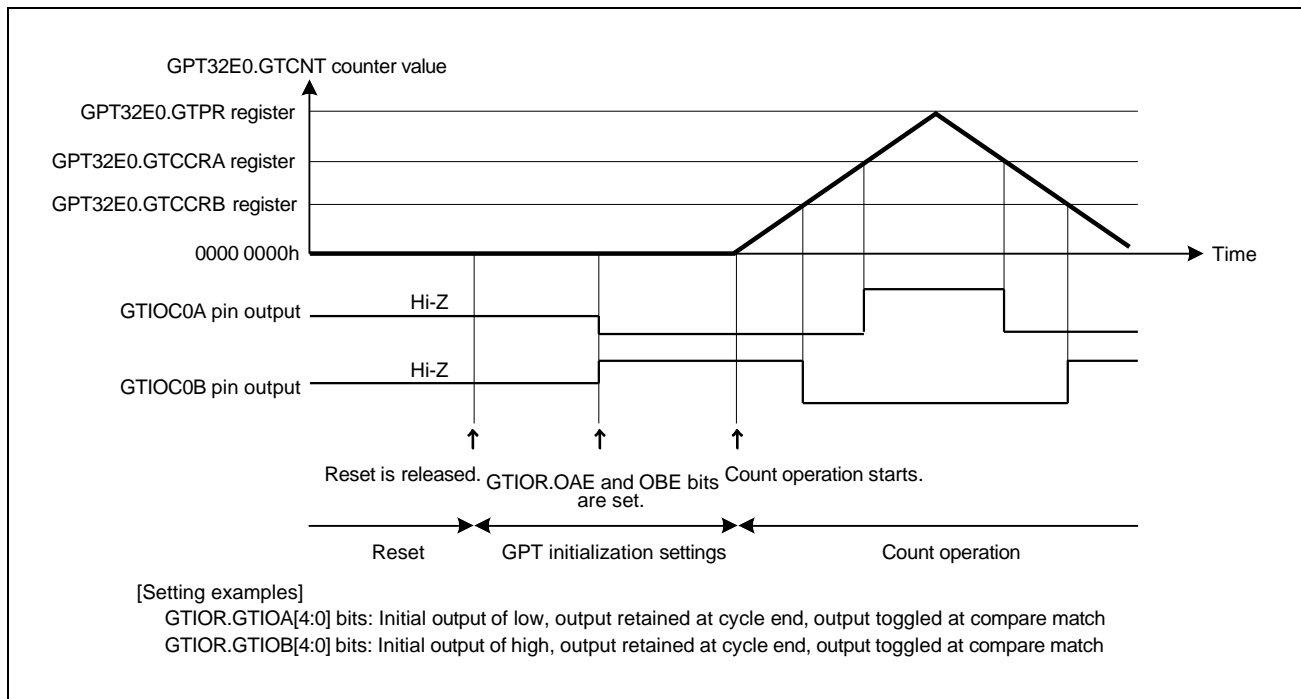 GPT32E0.GTCNT counter value
GPT32E0.GTPR register
GPT32E0.GTCCRA register
GPT32E0.GTCCRB register
0000 0000h
Time
GTIOC0A pin output
Hi-Z
GTIOC0B pin output
Hi-Z
Reset is released.
GTIOR.OAE and OBE bits
are set.
Count operation starts.
Reset
GPT initialization settings
Count operation
[Setting examples]
GTIOR.GTIOA[4:0] bits: Initial output of low, output retained at cycle end, output toggled at compare match
GTIOR.GTIOB[4:0] bits: Initial output of high, output retained at cycle end, output toggled at compare match